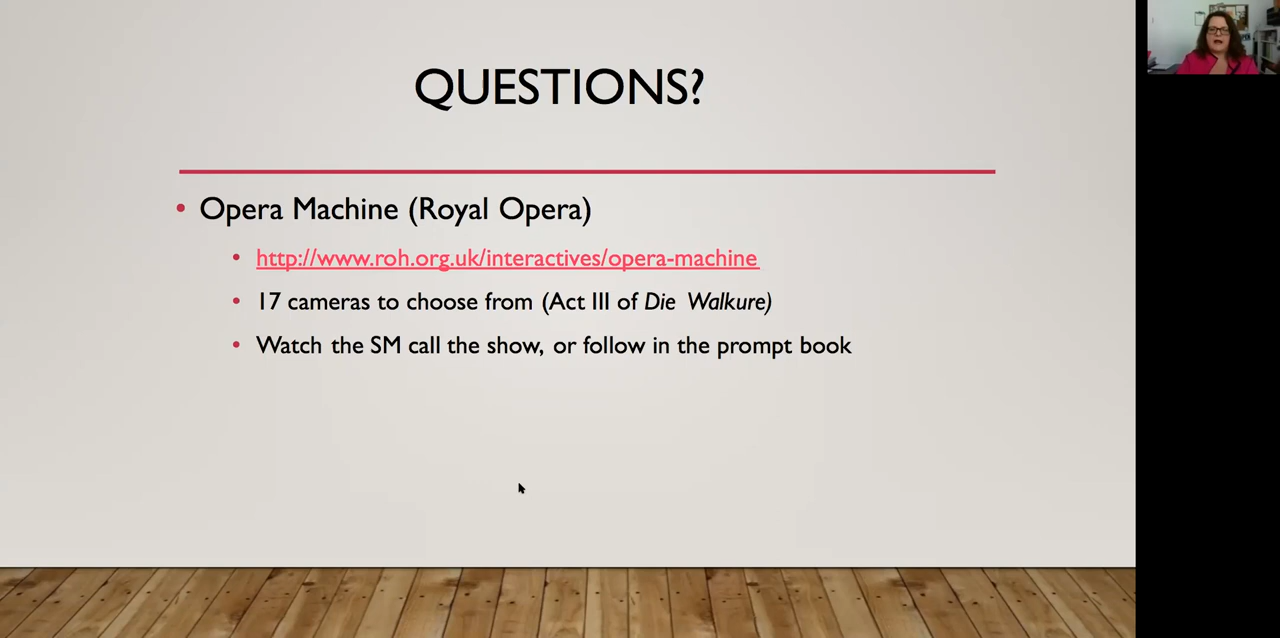 QUESTIONS?
• Opera Machine (Royal Opera)
• http://www.roh.org.uk/interactives/opera-machine
• 17 cameras to choose from (Act III of Die Walkure)
• Watch the SM call the show, or follow in the prompt book